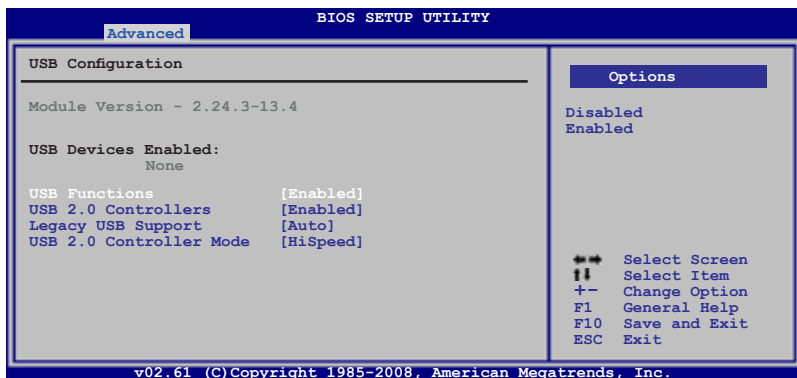 BIOS SETUP UTILITY
Advanced
USB Configuration
Module Version - 2.24.3-13.4
USB Devices Enabled:
None
USB Functions [Enabled]
USB 2.0 Controllers [Enabled]
Legacy USB Support [Auto]
USB 2.0 Controller Mode [HiSpeed]
Options
Disabled
Enabled
←→ Select Screen
↑↓ Select Item
+- Change Option
F1 General Help
F10 Save and Exit
ESC Exit
v02.61 (C)Copyright 1985-2008, American Megatrends, Inc.